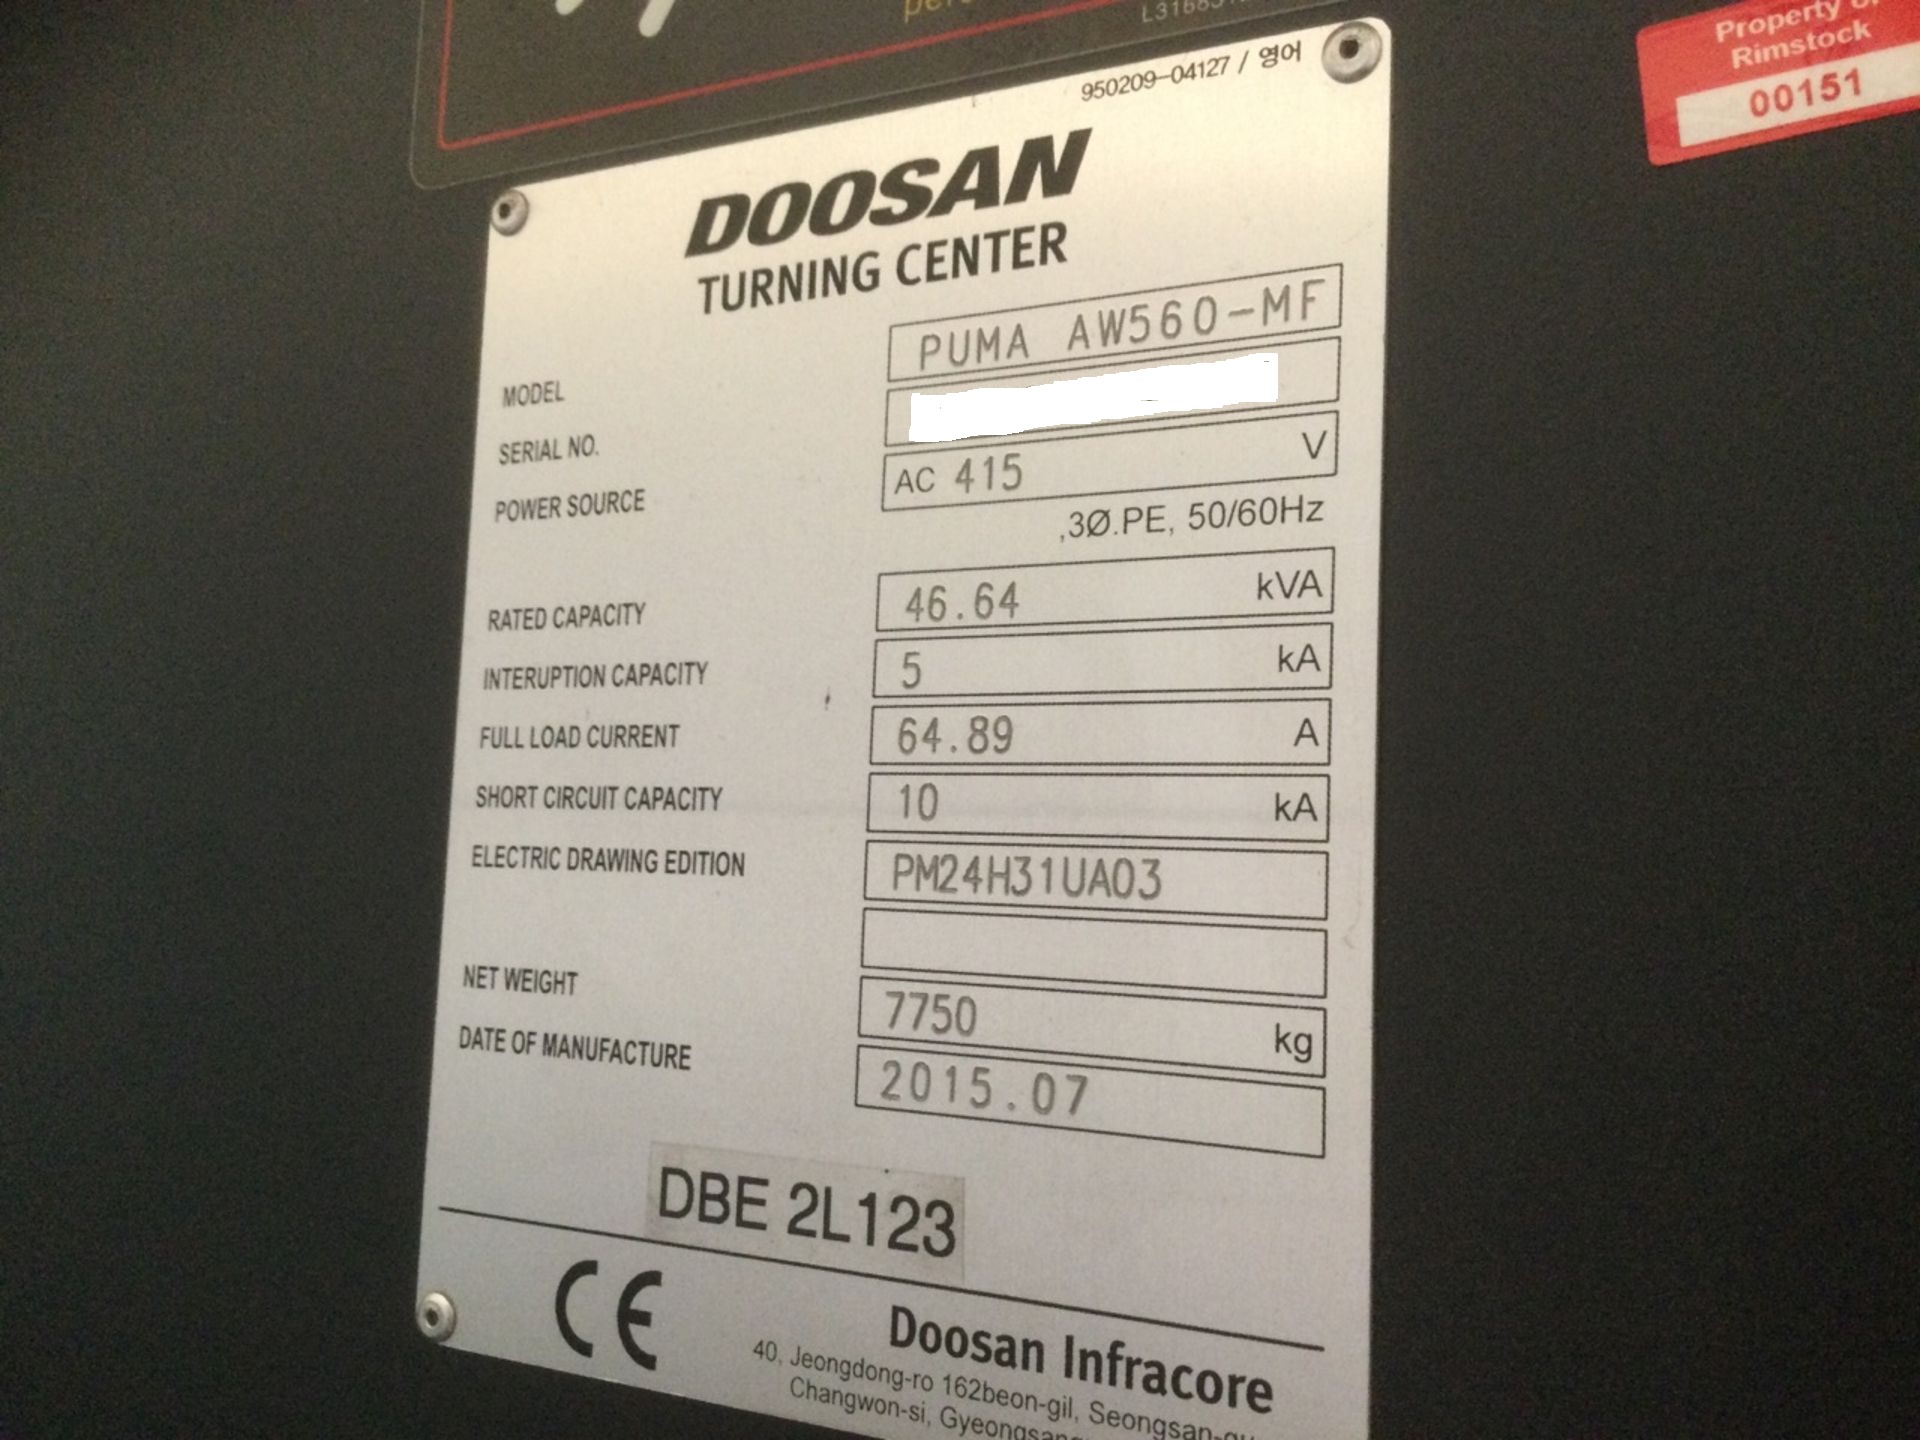 950209-04127 / 영어
Property
Rimstock
00151
DOOSAN
TURNING CENTER
MODEL PUMA AW560-MF
SERIAL NO.
POWER SOURCE AC 415 V
,3Ø.PE, 50/60Hz
RATED CAPACITY 46.64 kVA
INTERUPTION CAPACITY 5 kA
FULL LOAD CURRENT 64.89 A
SHORT CIRCUIT CAPACITY 10 kA
ELECTRIC DRAWING EDITION PM24H31UA03
NET WEIGHT 7750 kg
DATE OF MANUFACTURE 2015.07
DBE 2L123
CE
Doosan Infracore
40, Jeongdong-ro 162beon-gil,
Changwon-si,